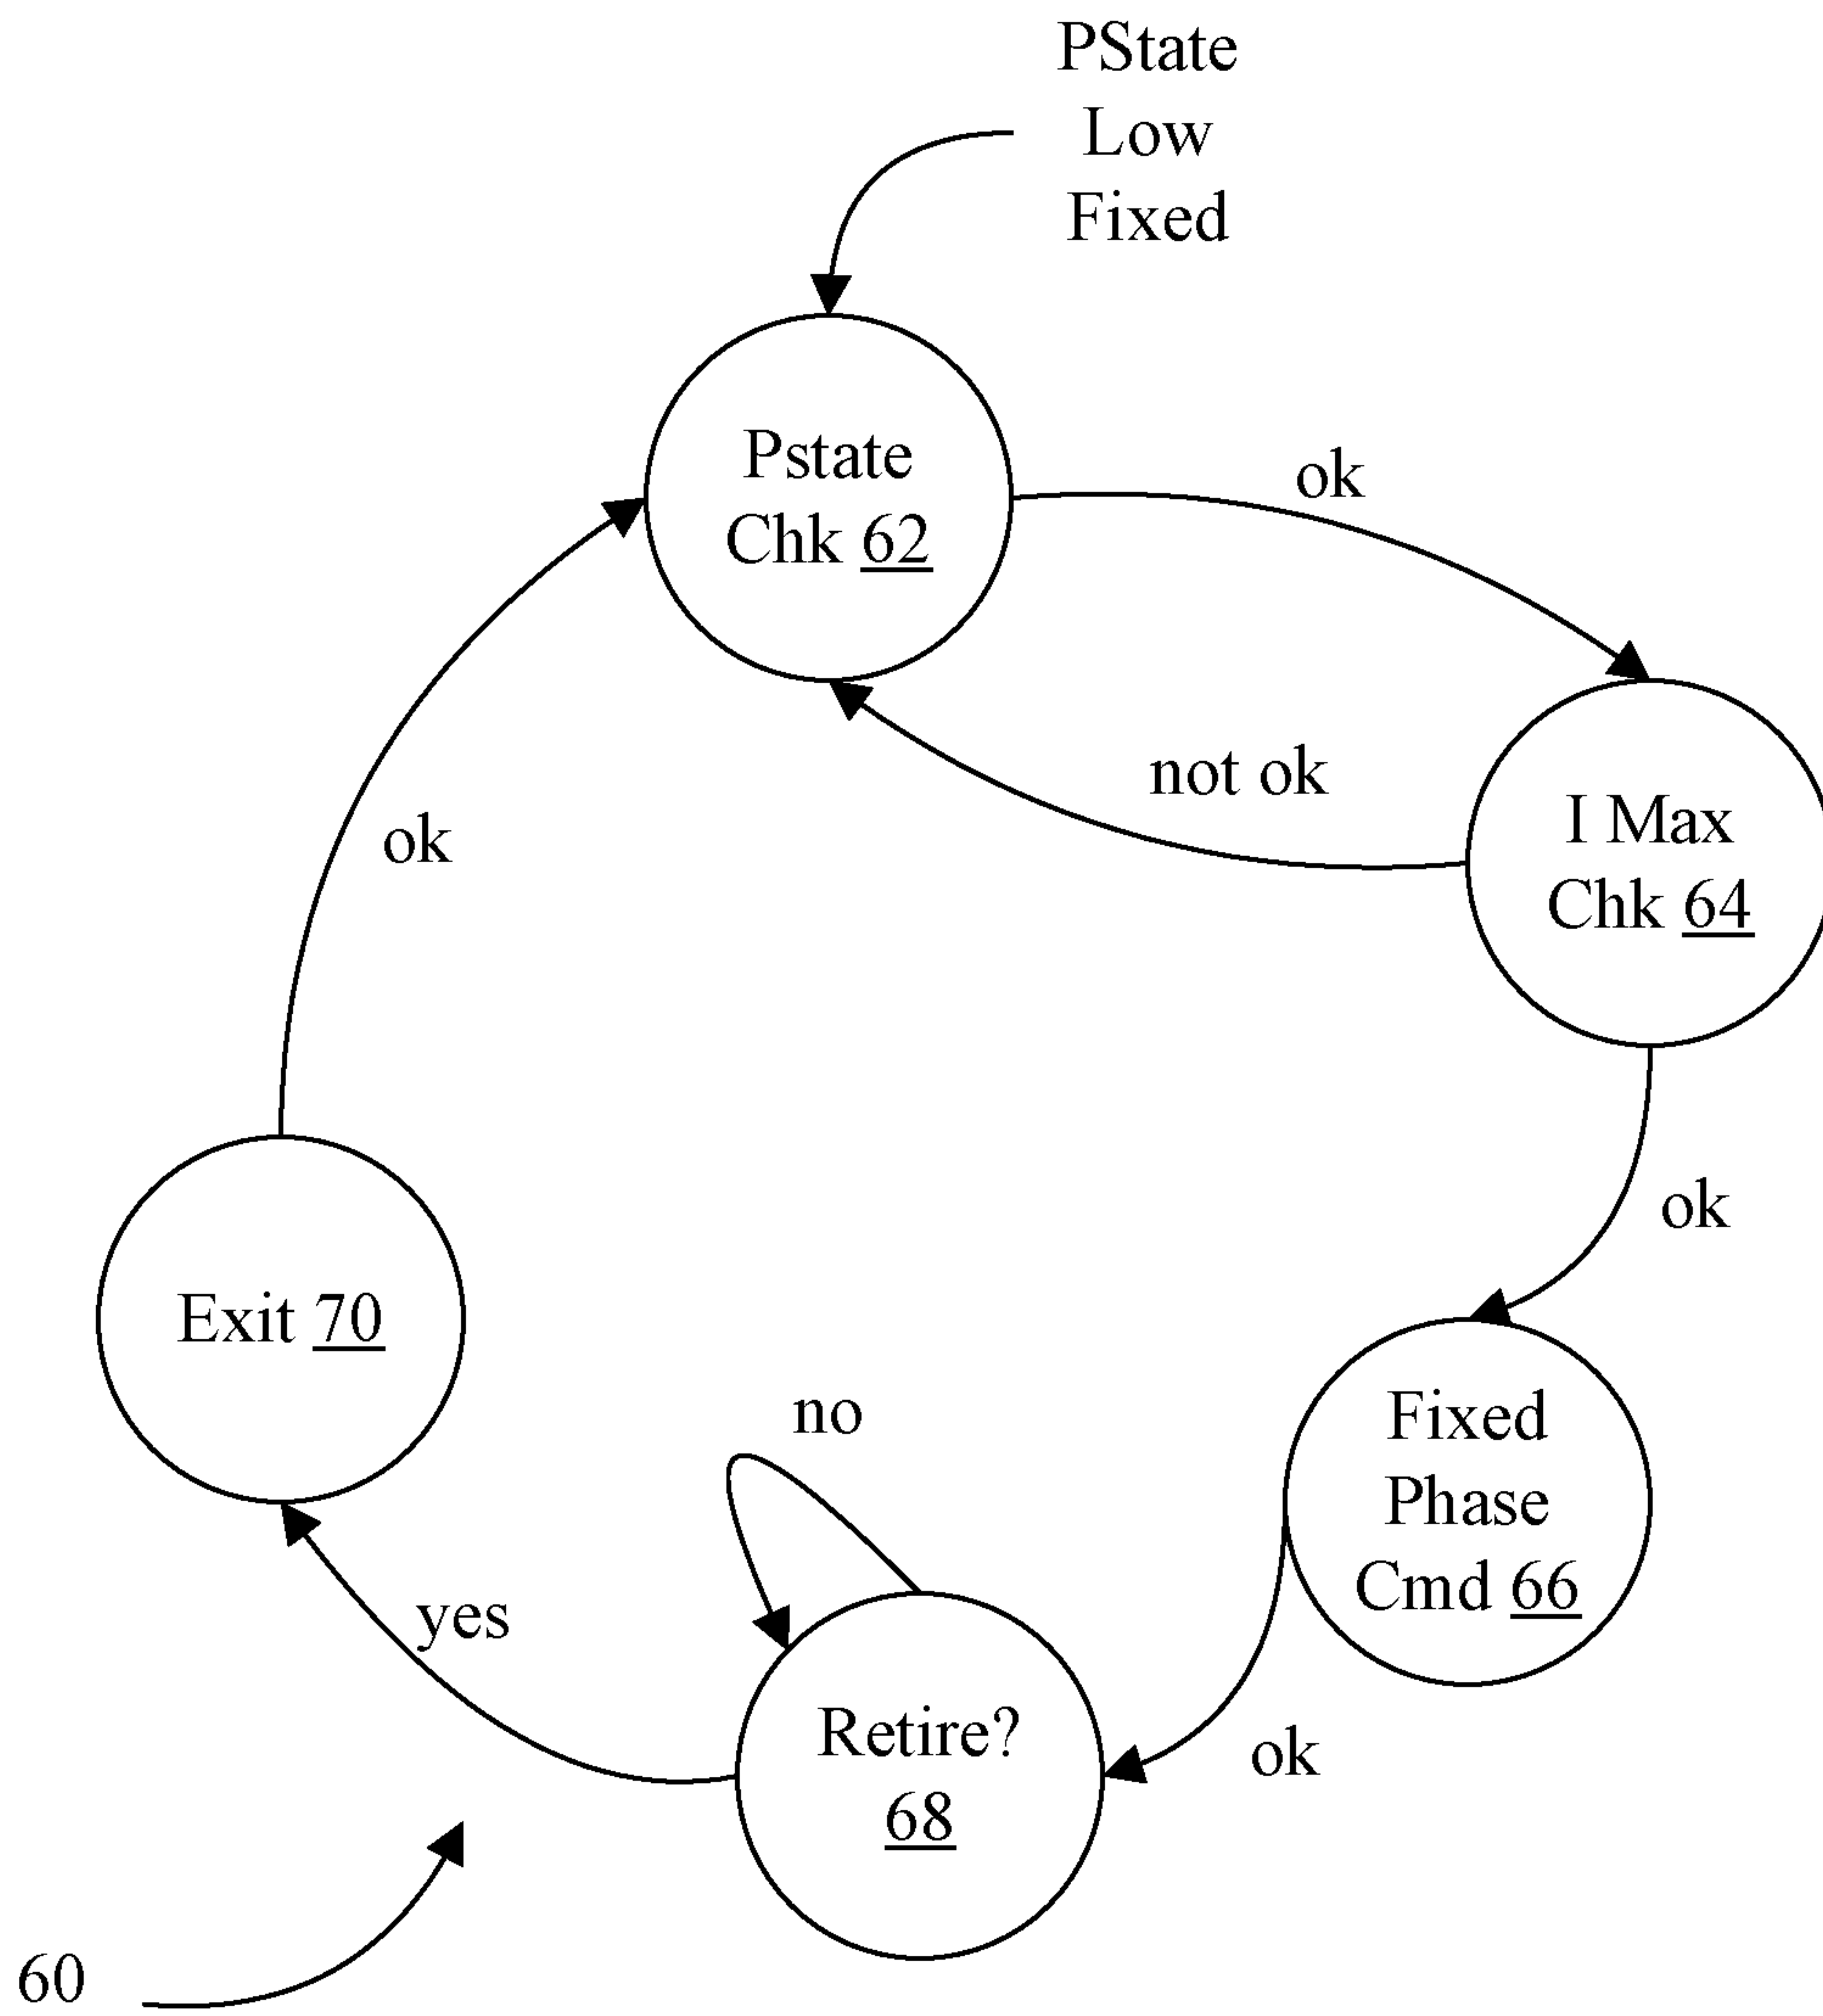 PState
Low
Fixed
Pstate
Chk 62
ok
not ok
I Max
Chk 64
ok
ok
Exit 70
no
Fixed
Phase
Cmd 66
yes
Retire?
68
ok
60